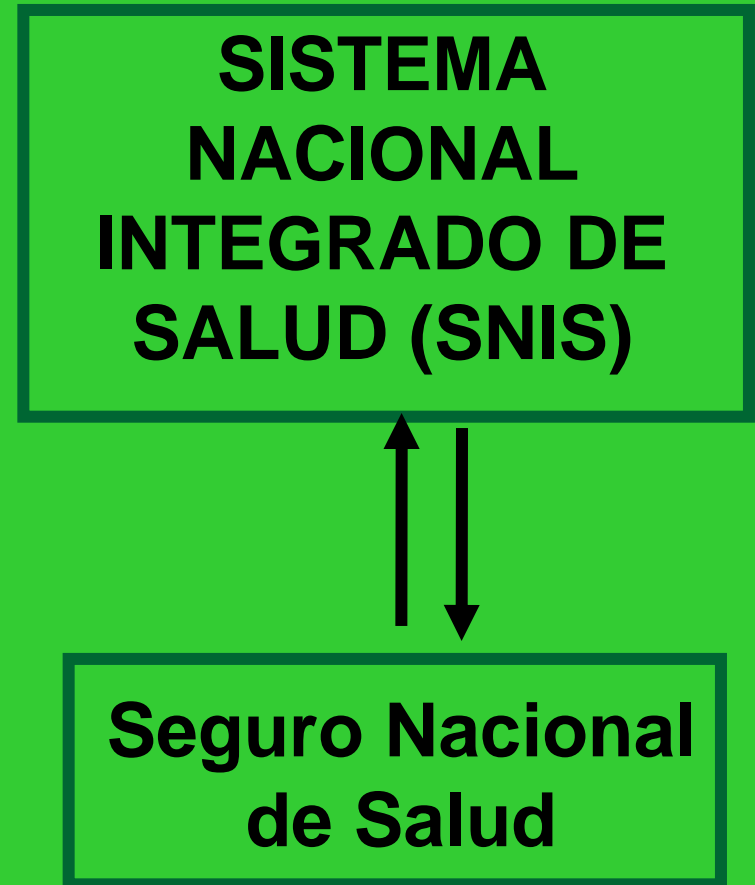 SISTEMA
NACIONAL
INTEGRADO DE
SALUD (SNIS)
Seguro Nacional
de Salud